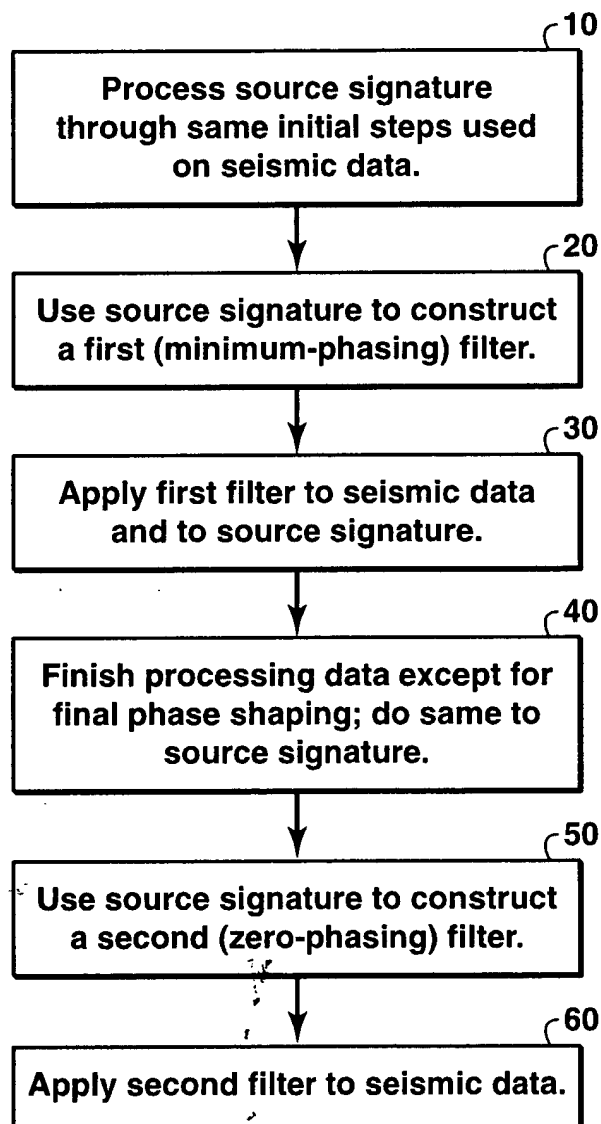 10
Process source signature
through same initial steps used
on seismic data.
20
Use source signature to construct
a first (minimum-phasing) filter.
30
Apply first filter to seismic data
and to source signature.
40
Finish processing data except for
final phase shaping; do same to
source signature.
50
Use source signature to construct
a second (zero-phasing) filter.
60
Apply second filter to seismic data.